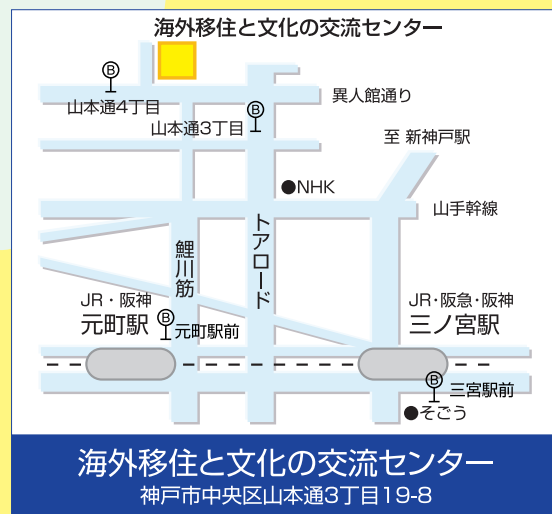 海外移住と文化の交流センター
Ⓑ
山本通4丁目
異人館通り
Ⓑ
山本通3丁目
至 新神戸駅
●NHK
山手幹線
鯉川筋
トアロード
JR・阪神
元町駅
Ⓑ
元町駅前
JR・阪急・阪神
三ノ宮駅
Ⓑ
三宮駅前
●そごう
海外移住と文化の交流センター
神戸市中央区山本通3丁目19-8